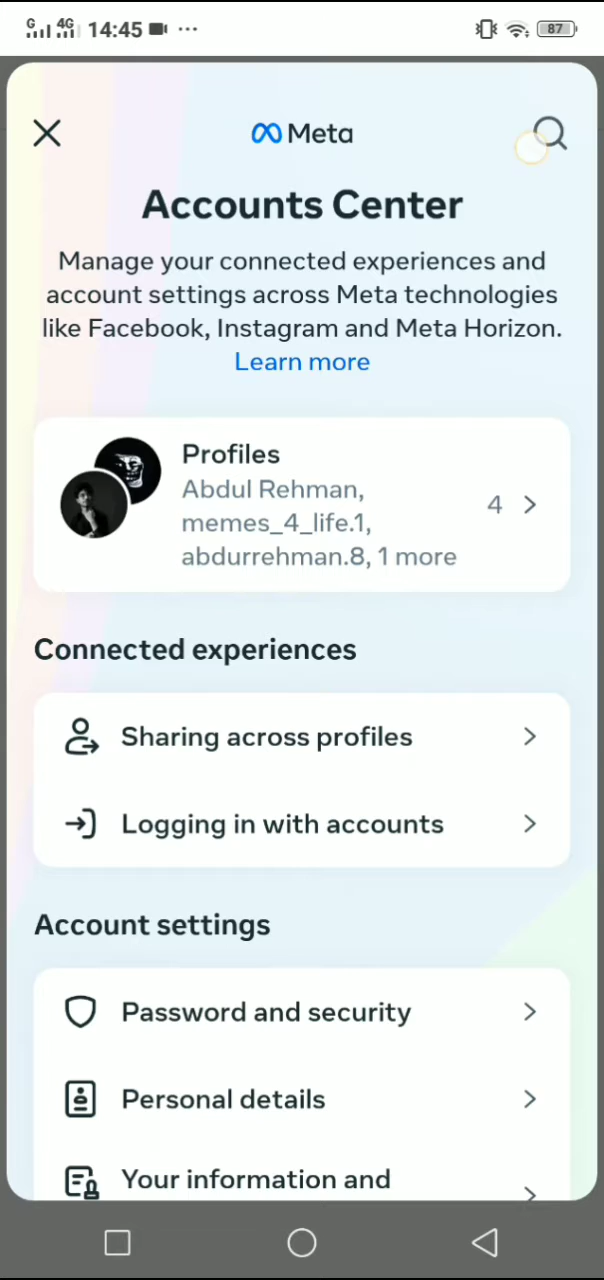 G 4G 14:45 87
Meta
Accounts Center
Manage your connected experiences and
account settings across Meta technologies
like Facebook, Instagram and Meta Horizon.
Learn more
Profiles
Abdul Rehman,
memes_4_life.1,
abdurrehman.8, 1 more
4
Connected experiences
Sharing across profiles
Logging in with accounts
Account settings
Password and security
Personal details
Your information and